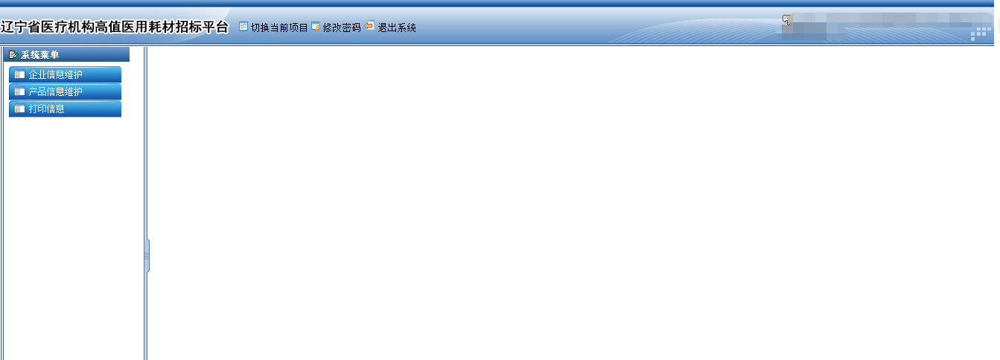 辽宁省医疗机构高值医用耗材招标平台 切换当前项目 修改密码 退出系统
系统菜单
企业信息维护
产品信息维护
打印信息